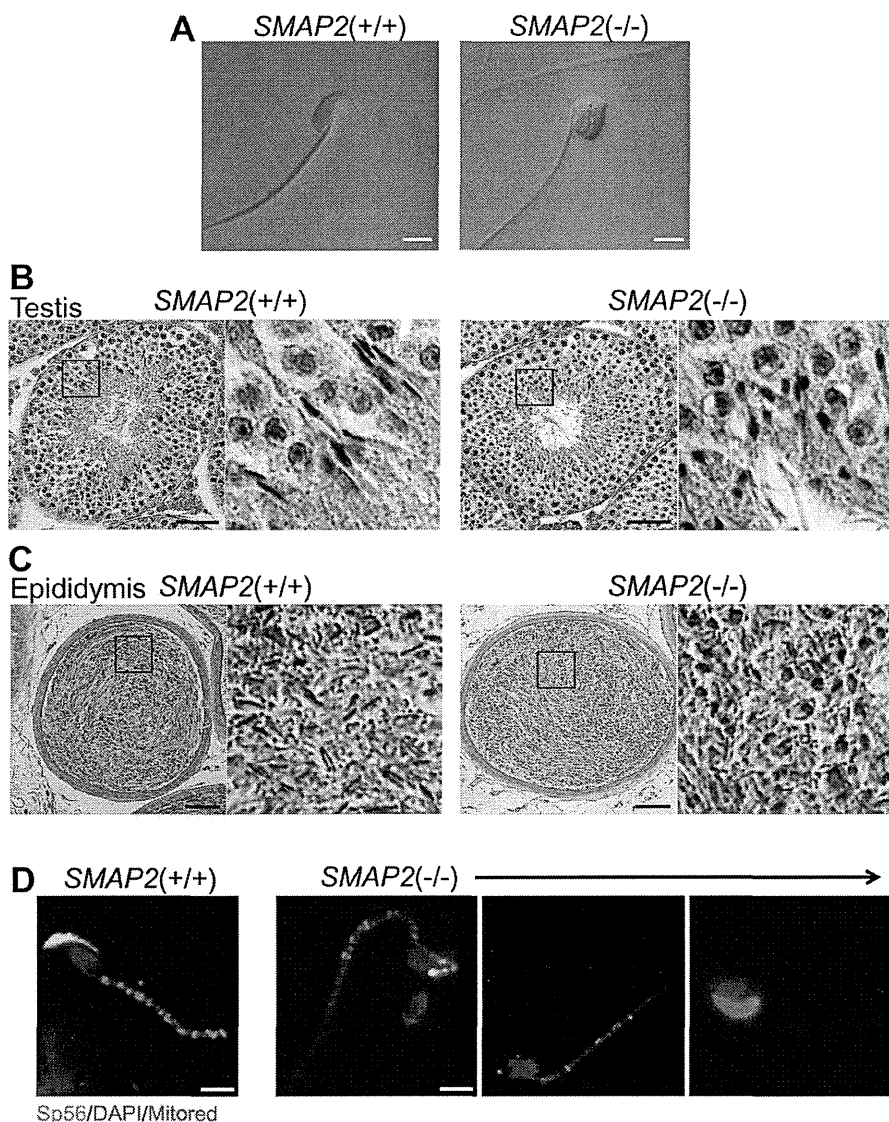 A
SMAP2(+/+) SMAP2(-/-)
B
Testis SMAP2(+/+) SMAP2(-/-)
C
Epididymis SMAP2(+/+) SMAP2(-/-)
D
SMAP2(+/+) SMAP2(-/-)
Sp56/DAPI/Mitored